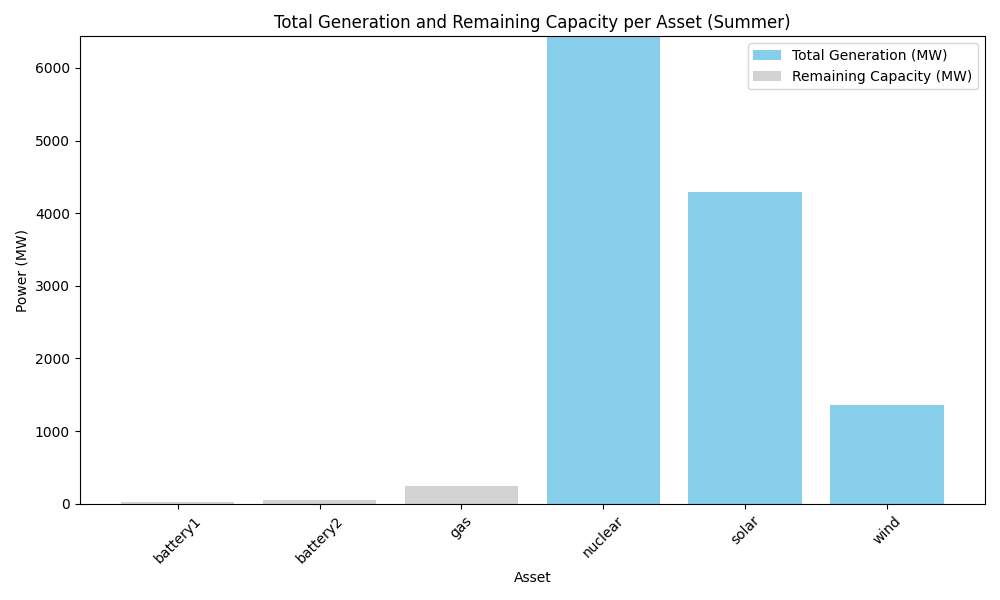 Total Generation and Remaining Capacity per Asset (Summer)
Total Generation (MW)
Remaining Capacity (MW)
Power (MW)
6000
5000
4000
3000
2000
1000
0
battery1
battery2
gas
nuclear
solar
wind
Asset